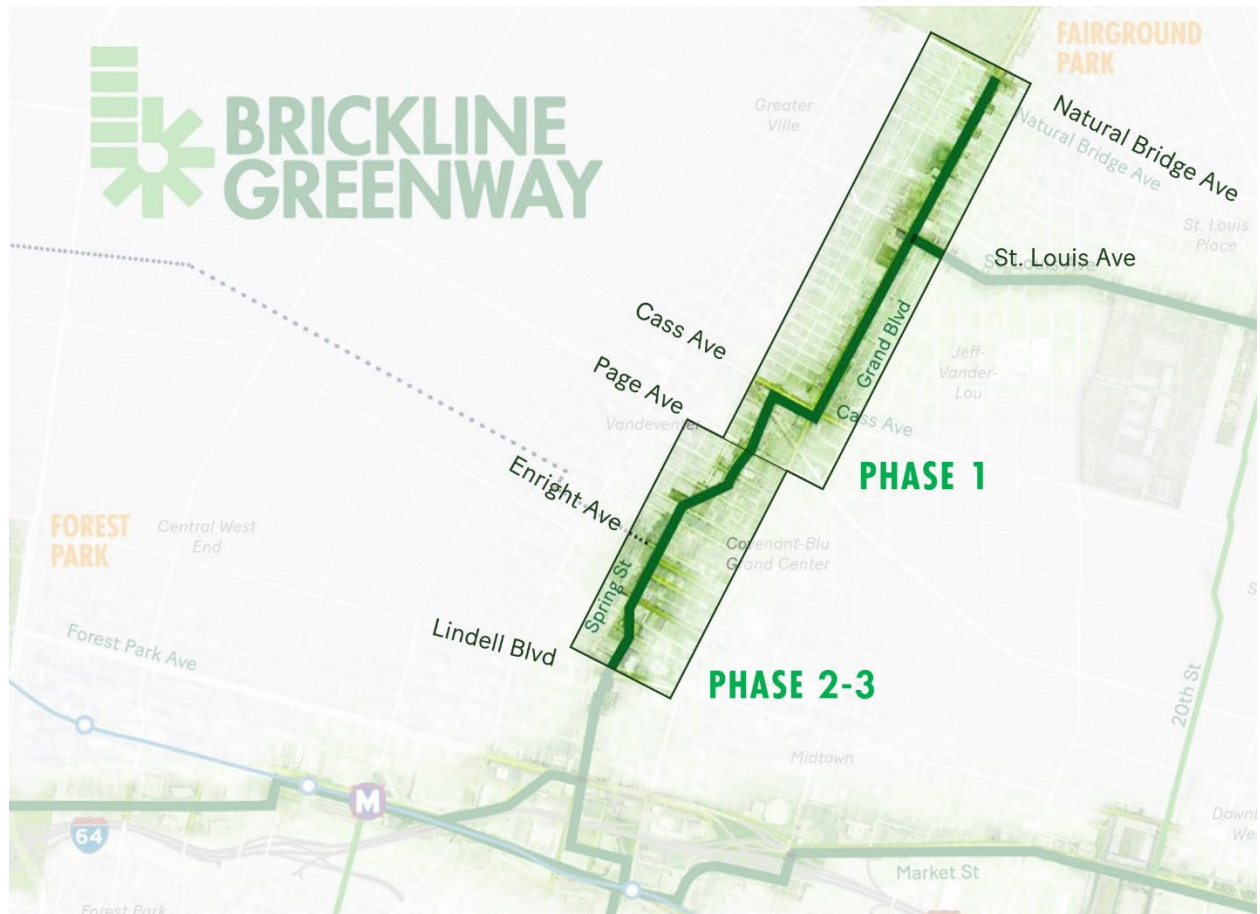 BRICKLINE
GREENWAY
FAIRGROUND
PARK
Greater
Ville
Natural Bridge Ave
Natural Bridge Ave
St. Louis
Place
St. Louis Ave
St. Louis Ave
Cass Ave
Grand Blvd
Jeff-
Vander-
Lou
Page Ave
Vandeventer
Cass Ave
PHASE 1
Enright Ave
FOREST
PARK
Central West
End
Covenant-Blu
Grand Center
Spring St
Lindell Blvd
Forest Park Ave
PHASE 2-3
20th St
Midtown
M
64
Market St
Forest Park